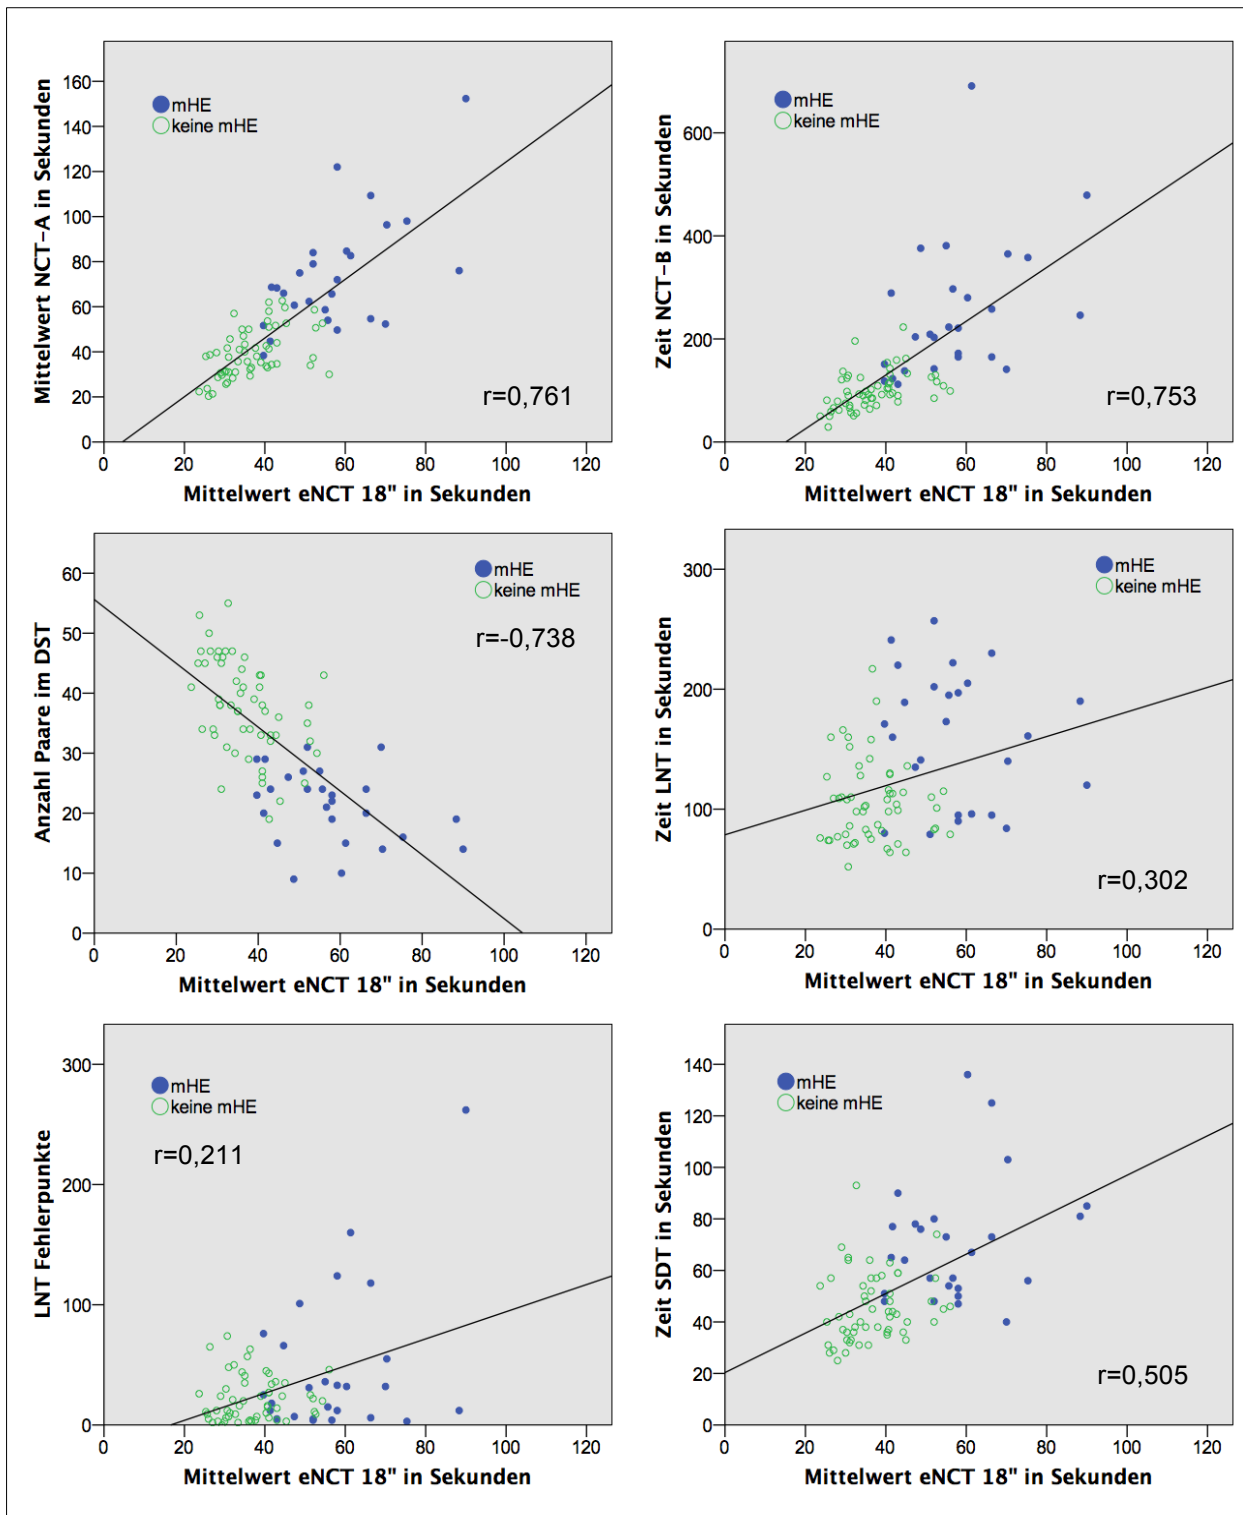 160
140
120
100
80
60
40
20
0
Mittelwert NCT-A in Sekunden
mHE
keine mHE
r=0,761
0 20 40 60 80 100 120
Mittelwert eNCT 18" in Sekunden
600
400
200
0
Zeit NCT-B in Sekunden
mHE
keine mHE
r=0,753
0 20 40 60 80 100 120
Mittelwert eNCT 18" in Sekunden
60
50
40
30
20
10
0
Anzahl Paare im DST
mHE
keine mHE
r=-0,738
0 20 40 60 80 100 120
Mittelwert eNCT 18" in Sekunden
300
200
100
0
Zeit LNT in Sekunden
mHE
keine mHE
r=0,302
0 20 40 60 80 100 120
Mittelwert eNCT 18" in Sekunden
300
200
100
0
LNT Fehlerpunkte
mHE
keine mHE
r=0,211
0 20 40 60 80 100 120
Mittelwert eNCT 18" in Sekunden
140
120
100
80
60
40
20
0
Zeit SDT in Sekunden
mHE
keine mHE
r=0,505
0 20 40 60 80 100 120
Mittelwert eNCT 18" in Sekunden